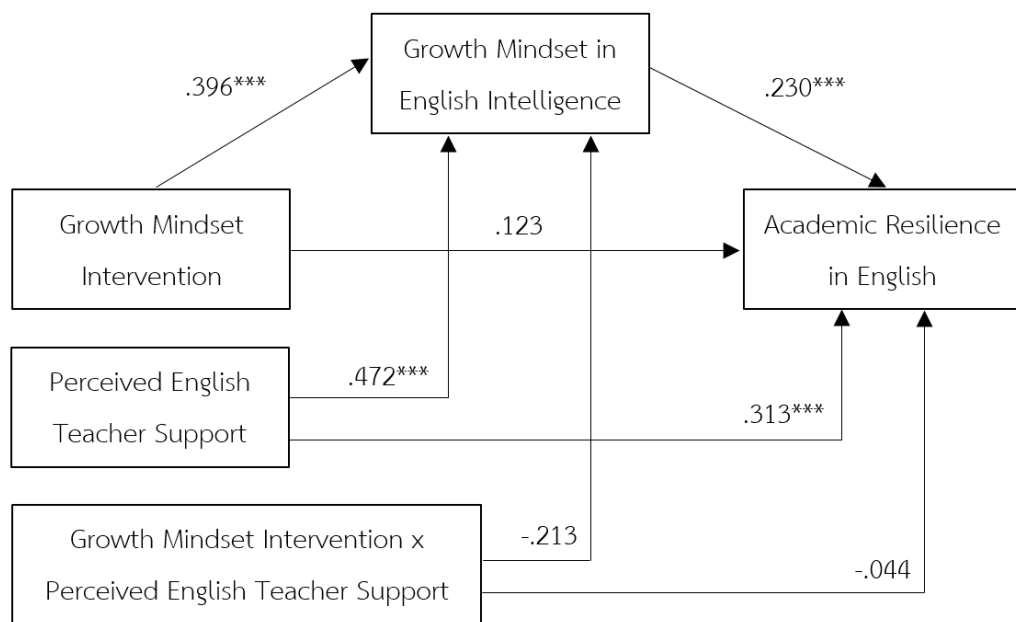 Growth Mindset in
English Intelligence
.396***
.230***
Growth Mindset
Intervention
.123
Academic Resilience
in English
Perceived English
Teacher Support
.472***
.313***
Growth Mindset Intervention x
Perceived English Teacher Support
-.213
-.044